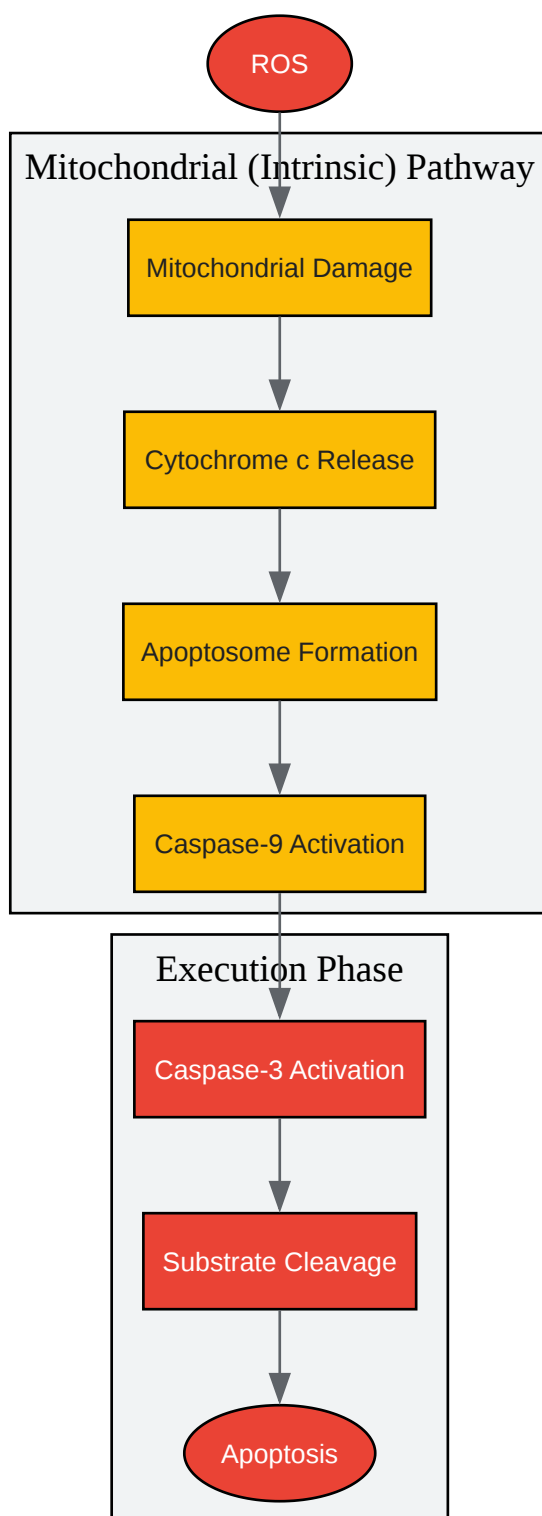 ROS
Mitochondrial (Intrinsic) Pathway
Mitochondrial Damage
Cytochrome c Release
Apoptosome Formation
Caspase-9 Activation
Execution Phase
Caspase-3 Activation
Substrate Cleavage
Apoptosis